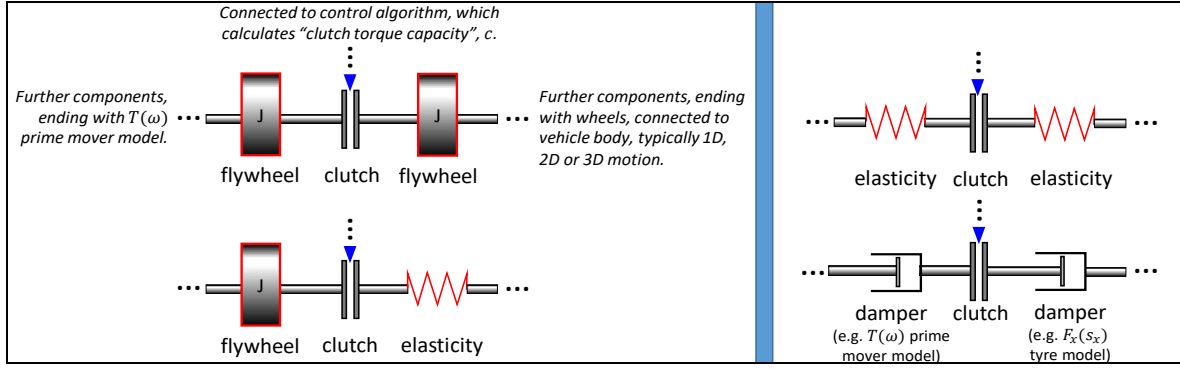 Connected to control algorithm, which
calculates “clutch torque capacity”, c.
Further components,
ending with T(ω)
prime mover model.
J
J
Further components, ending
with wheels, connected to
vehicle body, typically 1D,
2D or 3D motion.
flywheel clutch flywheel
J
flywheel clutch elasticity
elasticity clutch elasticity
damper clutch damper
(e.g. T(ω) prime
mover model)
(e.g. Fₓ(sₓ)
tyre model)